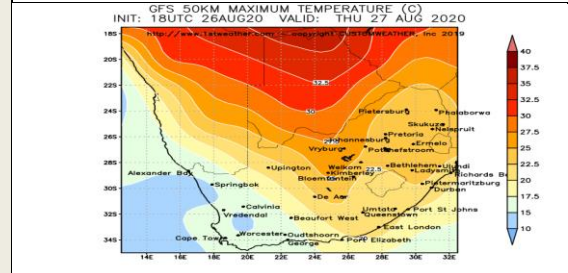 GFS 50KM MAXIMUM TEMPERATURE (C)
INIT: 18UTC 26AUG20 VALID: THU 27 AUG 2020
http://www.1stweather.com -- copyright CUSTOMWEATHER, Inc 2019
18S
20S
22S
24S
26S
28S
30S
32S
34S
14E 16E 18E 20E 22E 24E 26E 28E 30E 32E
40
37.5
35
32.5
30
27.5
25
22.5
20
17.5
15
10
32.5
30
22.5
Pietersburg
Phalaborwa
Skukuza
Nelspruit
Pretoria
Johannesburg
Ermelo
Vryburg
Potchefstroom
Welkom
Bethlehem
Ulundi
Ladysmith
Richards B
Kimberley
Bloemfontein
Upington
Alexander Bay
Springbok
Pietermaritzburg
Durban
De Aar
Calvinia
Vredendal
Beaufort West
Umtata
Port St Johns
Queenstown
East London
Worcester
Oudtshoorn
Cape Town
George
Port Elizabeth